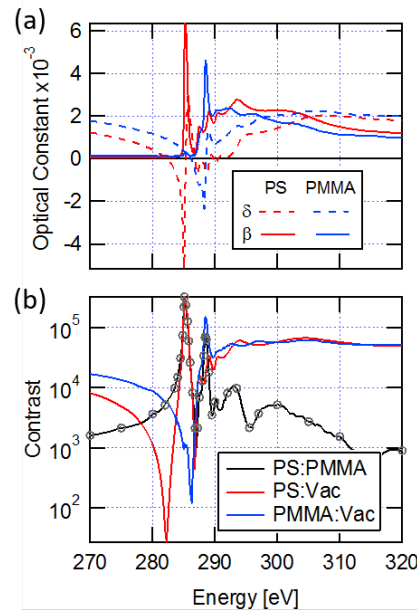 (a)
Optical Constant x10⁻³
6
4
2
0
-2
-4
PS PMMA
δ
β
(b)
Contrast
10⁵
10⁴
10³
10²
PS:PMMA
PS:Vac
PMMA:Vac
270 280 290 300 310 320
Energy [eV]